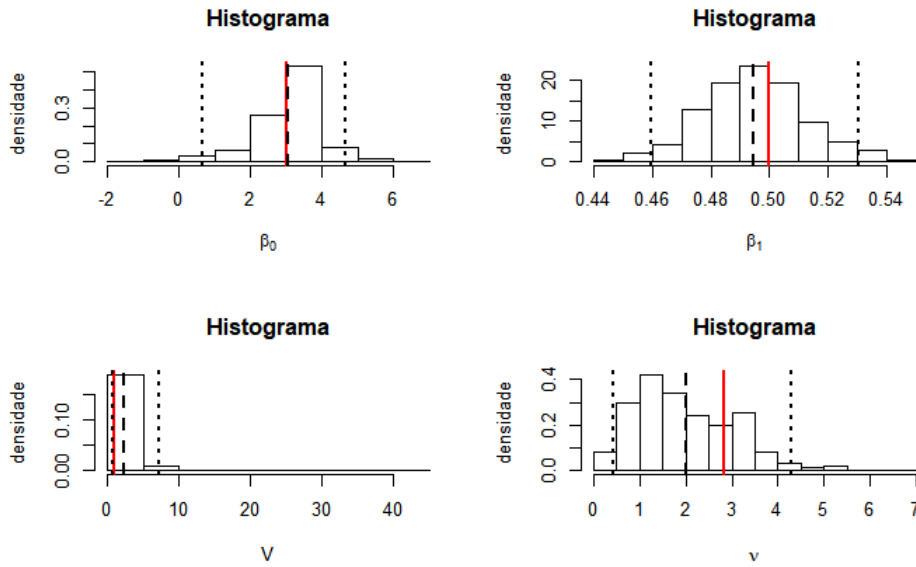 Histograma
densidade
0.0 0.3
-2 0 2 4 6
β₀
Histograma
densidade
0 10 20
0.44 0.46 0.48 0.50 0.52 0.54
β₁
Histograma
densidade
0.00 0.10
0 10 20 30 40
V
Histograma
densidade
0.0 0.2 0.4
0 1 2 3 4 5 6 7
ν